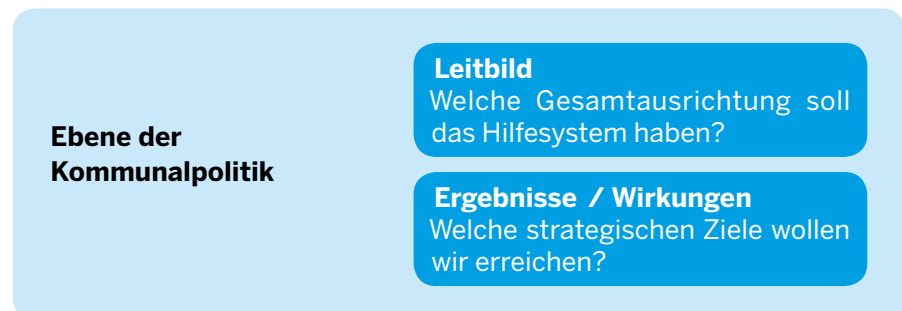 Ebene der
Kommunalpolitik
Leitbild
Welche Gesamtausrichtung soll
das Hilfesystem haben?
Ergebnisse / Wirkungen
Welche strategischen Ziele wollen
wir erreichen?